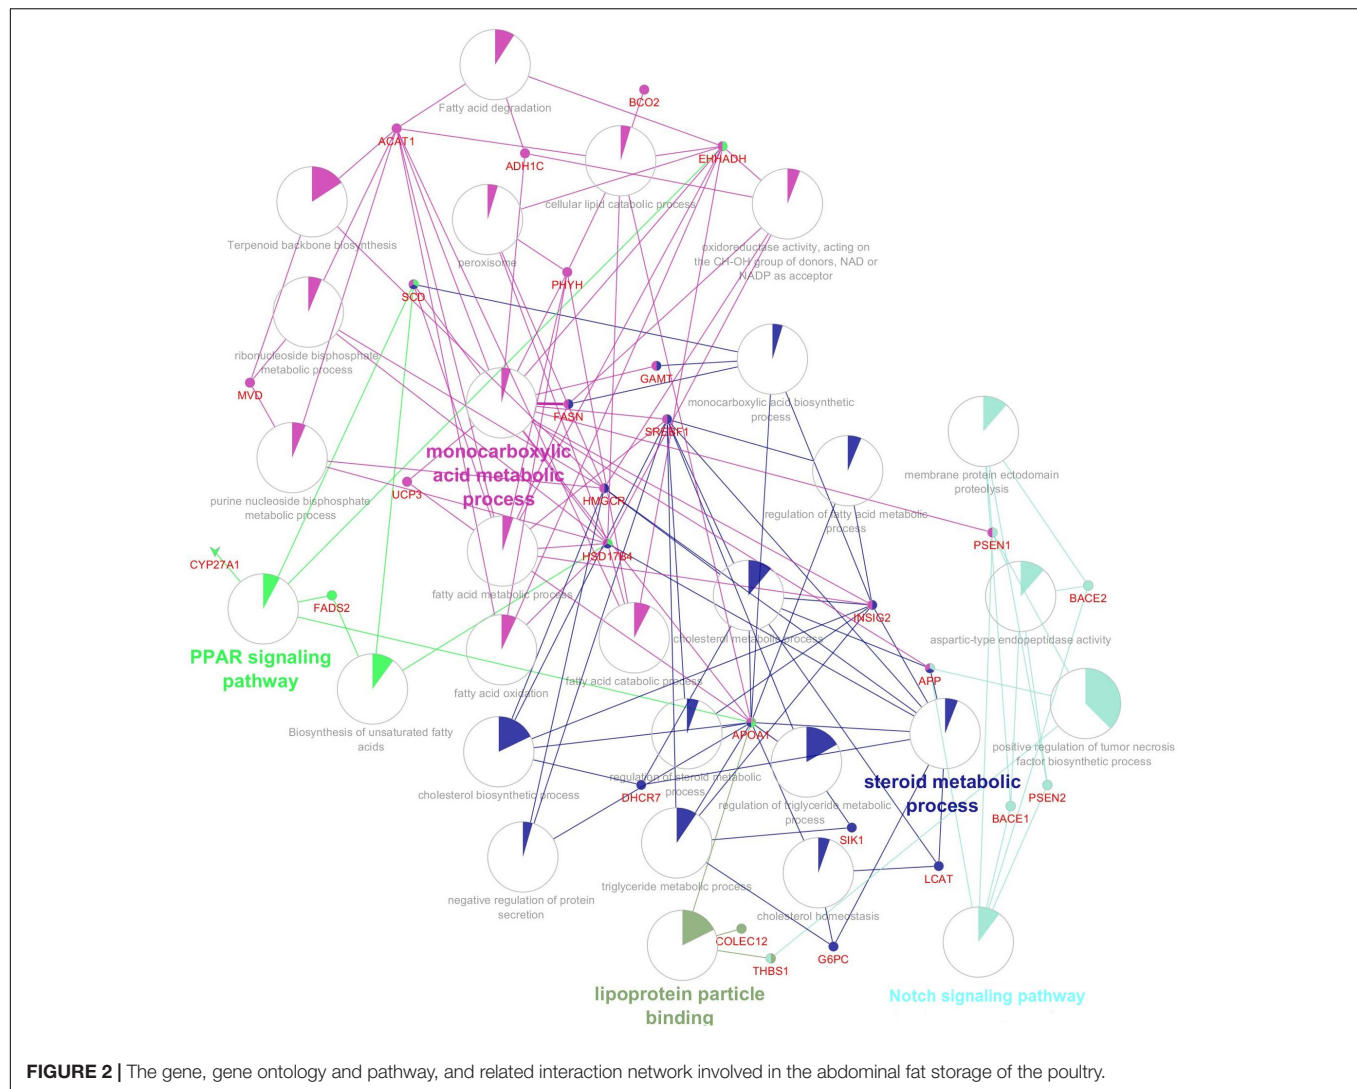 Fatty acid degradation
BCO2
ACAT1
ADH1C
EHHADH
cellular lipid catabolic process
Terpenoid backbone biosynthesis
peroxisome
oxidoreductase activity, acting on
the CH-OH group of donors, NAD or
NADP as acceptor
PHYH
SCD
ribonucleoside bisphosphate
metabolic process
GAMT
MVD
monocarboxylic acid biosynthetic
process
FASN
SREBF1
monocarboxylic
acid metabolic
process
membrane protein ectodomain
proteolysis
UCP3
HMGCR
purine nucleoside bisphosphate
metabolic process
regulation of fatty acid metabolic
process
PSEN1
HSD17B4
CYP27A1
FADS2
fatty acid metabolic process
BACE2
INSIG2
cholesterol metabolic process
aspartic-type endopeptidase activity
PPAR signaling
pathway
fatty acid oxidation
fatty acid catabolic process
APP
Biosynthesis of unsaturated fatty
acids
APOA1
positive regulation of tumor necrosis
factor biosynthetic process
cholesterol biosynthetic process
regulation of steroid metabolic
process
DHCR7
regulation of triglyceride metabolic
process
steroid metabolic
process
PSEN2
BACE1
SIK1
LCAT
negative regulation of protein
secretion
triglyceride metabolic process
cholesterol homeostasis
COLEC12
THBS1
G6PC
lipoprotein particle
binding
Notch signaling pathway
FIGURE 2 | The gene, gene ontology and pathway, and related interaction network involved in the abdominal fat storage of the poultry.